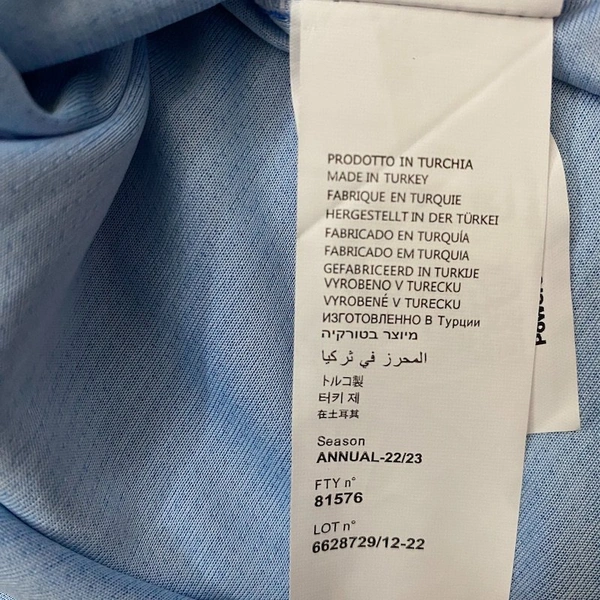 PRODOTTO IN TURCHIA
MADE IN TURKEY
FABRIQUE EN TURQUIE
HERGESTELLT IN DER TÜRKEI
FABRICADO EN TURQUÍA
FABRICADO EM TURQUIA
GEFABRICEERD IN TURKIJE
VYROBENO V TURECKU
VYROBENÉ V TURECKU
ИЗГОТОВЛЕННО В Турции
מיוצר בטורקיה
المحرز في تركيا
トルコ製
터키 제
在土耳其
Season
ANNUAL-22/23
FTY n°
81576
LOT n°
6628729/12-22